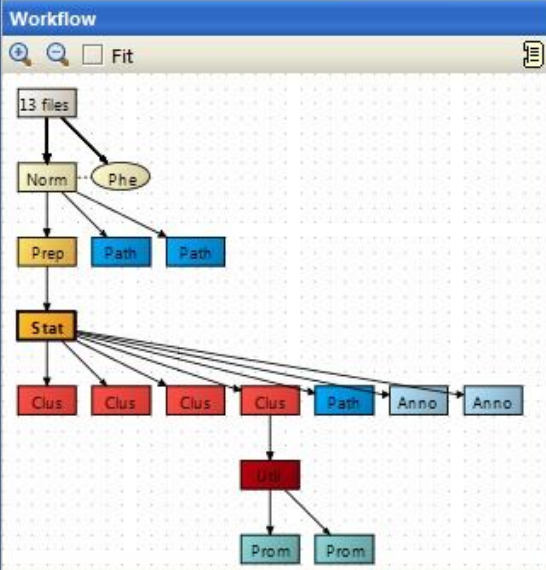 Workflow
Fit
13 files
Norm Phe
Prep Path Path
Stat
Clus Clus Clus Clus Path Anno Anno
Util
Prom Prom